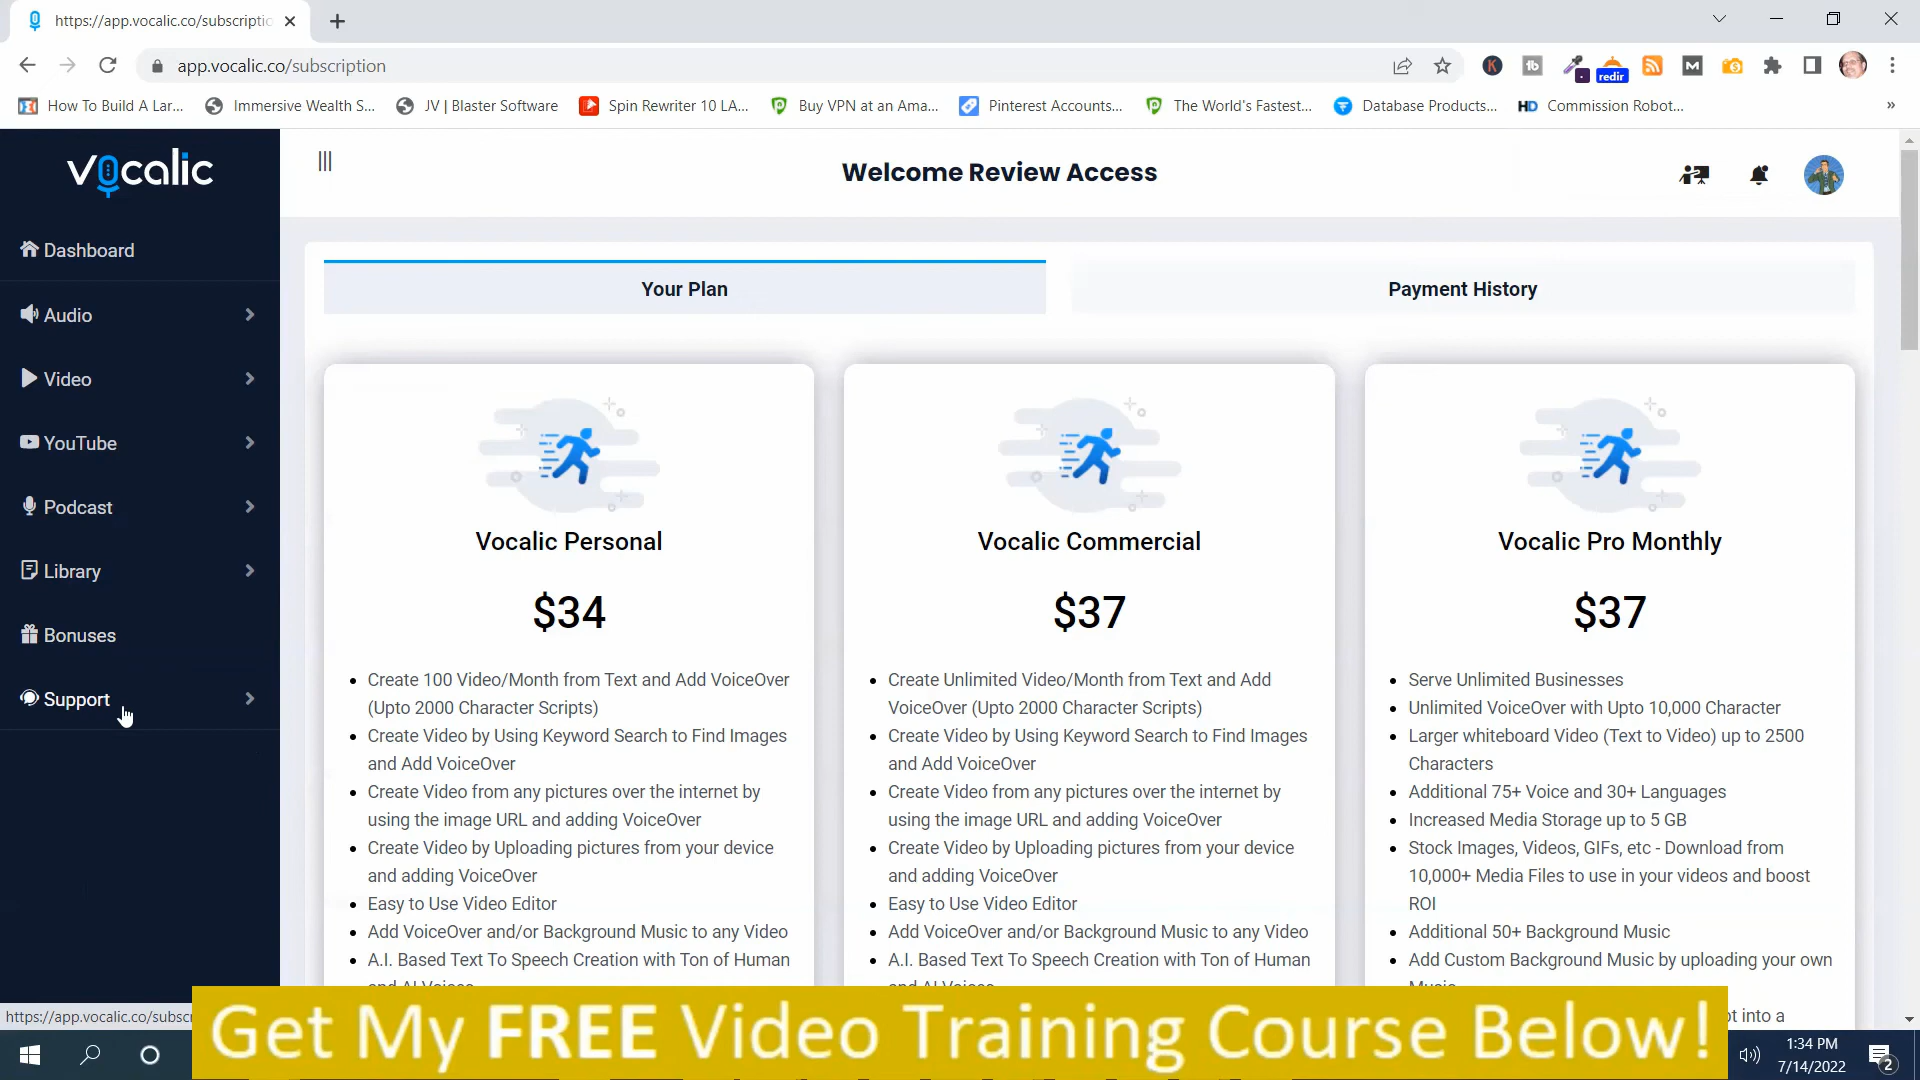 https://app.vocalic.co/subscriptio
app.vocalic.co/subscription
redir
How To Build A Lar...
Immersive Wealth S...
JV | Blaster Software
Spin Rewriter 10 LA...
Buy VPN at an Ama...
Pinterest Accounts...
The World's Fastest...
Database Products...
HD Commission Robot...
»
vocalic
Welcome Review Access
Dashboard
Audio
Video
YouTube
Podcast
Library
Bonuses
Support
Your Plan
Payment History
Vocalic Personal
$34
• Create 100 Video/Month from Text and Add VoiceOver
(Upto 2000 Character Scripts)
• Create Video by Using Keyword Search to Find Images
and Add VoiceOver
• Create Video from any pictures over the internet by
using the image URL and adding VoiceOver
• Create Video by Uploading pictures from your device
and adding VoiceOver
• Easy to Use Video Editor
• Add VoiceOver and/or Background Music to any Video
• A.I. Based Text To Speech Creation with Ton of Human
Vocalic Commercial
$37
• Create Unlimited Video/Month from Text and Add
VoiceOver (Upto 2000 Character Scripts)
• Create Video by Using Keyword Search to Find Images
and Add VoiceOver
• Create Video from any pictures over the internet by
using the image URL and adding VoiceOver
• Create Video by Uploading pictures from your device
and adding VoiceOver
• Easy to Use Video Editor
• Add VoiceOver and/or Background Music to any Video
• A.I. Based Text To Speech Creation with Ton of Human
Vocalic Pro Monthly
$37
• Serve Unlimited Businesses
• Unlimited VoiceOver with Upto 10,000 Character
• Larger whiteboard Video (Text to Video) up to 2500
Characters
• Additional 75+ Voice and 30+ Languages
• Increased Media Storage up to 5 GB
• Stock Images, Videos, GIFs, etc - Download from
10,000+ Media Files to use in your videos and boost
ROI
• Additional 50+ Background Music
• Add Custom Background Music by uploading your own
pt into a
https://app.vocalic.co/subscr
Get My FREE Video Training Course Below!
1:34 PM
7/14/2022
2